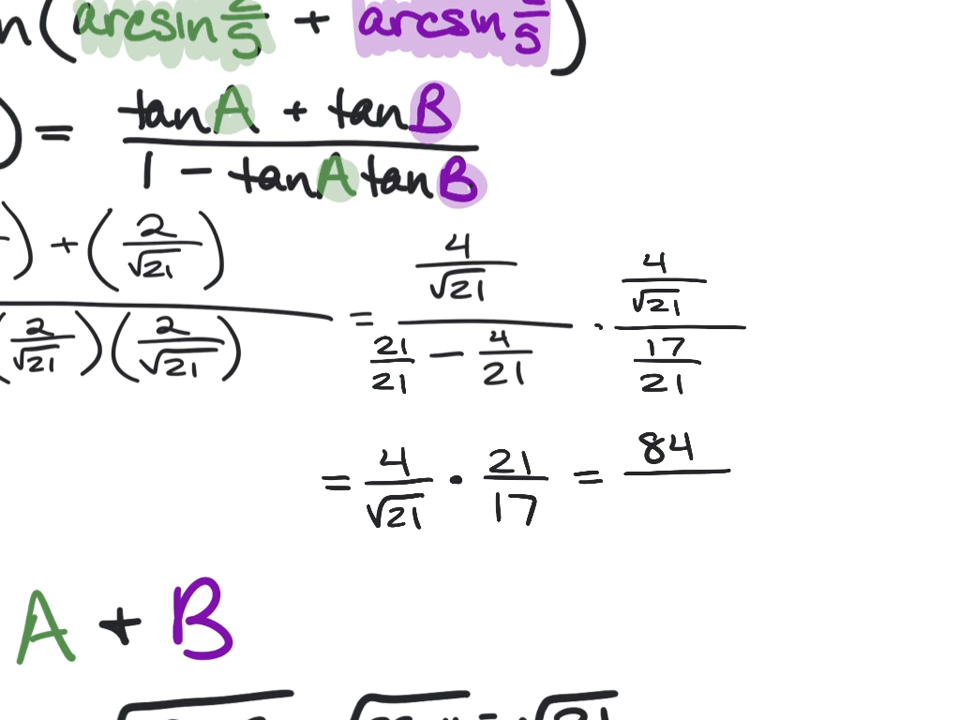 n(arcsin 2/5 + arcsin 2/5)
) = (tanA + tanB)/(1 - tanA tanB)
) + (2/√21) / (2/√21)(2/√21) = (4/√21)/(21/21 - 4/21) · (4/√21)/(17/21)
= 4/√21 · 21/17 = 84/
A + B
= √21